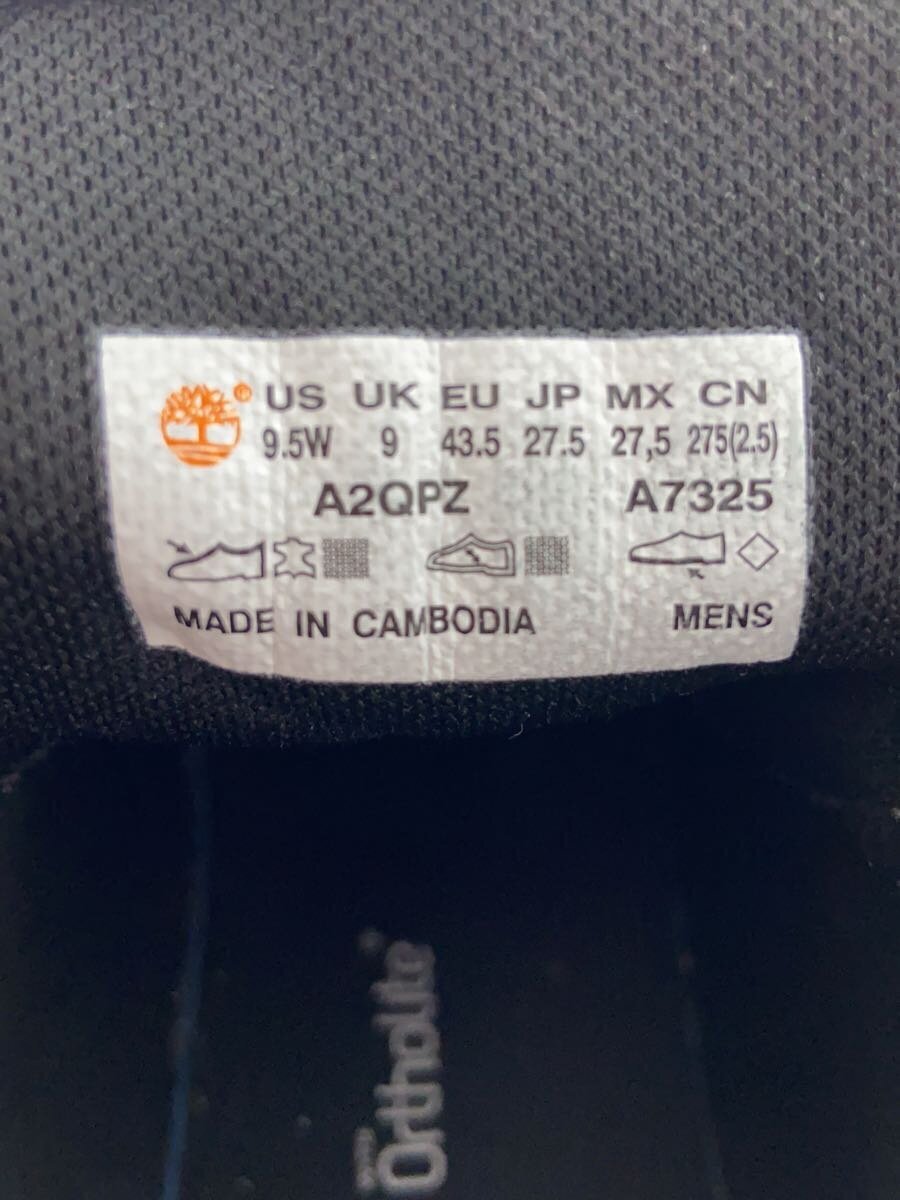 ® US UK EU JP MX CN
9.5W 9 43.5 27.5 27,5 275(2.5)
A2QPZ A7325
MADE IN CAMBODIA MENS
Ortholite